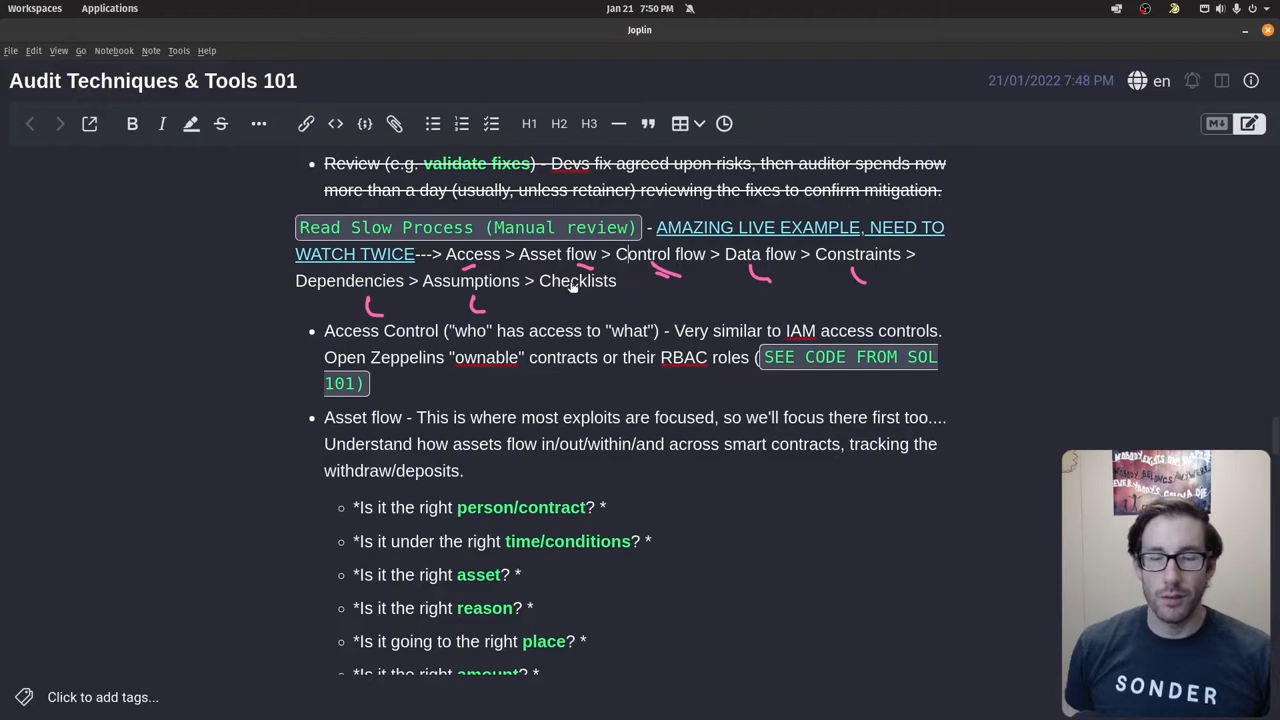 Workspaces Applications Jan 21 7:50 PM
Joplin
File Edit View Go Notebook Note Tools Help
Audit Techniques & Tools 101 21/01/2022 7:48 PM en
B I S H1 H2 H3
Review (e.g. validate fixes) - Devs fix agreed upon risks, then auditor spends now
more than a day (usually, unless retainer) reviewing the fixes to confirm mitigation.
Read Slow Process (Manual review) - AMAZING LIVE EXAMPLE, NEED TO
WATCH TWICE---> Access > Asset flow > Control flow > Data flow > Constraints >
Dependencies > Assumptions > Checklists
Access Control ("who" has access to "what") - Very similar to IAM access controls.
Open Zeppelins "ownable" contracts or their RBAC roles (SEE CODE FROM SOL
101)
Asset flow - This is where most exploits are focused, so we'll focus there first too....
Understand how assets flow in/out/within/and across smart contracts, tracking the
withdraw/deposits.
*Is it the right person/contract? *
*Is it under the right time/conditions? *
*Is it the right asset? *
*Is it the right reason? *
*Is it going to the right place? *
*Is it the right amount? *
Click to add tags...
SONDER